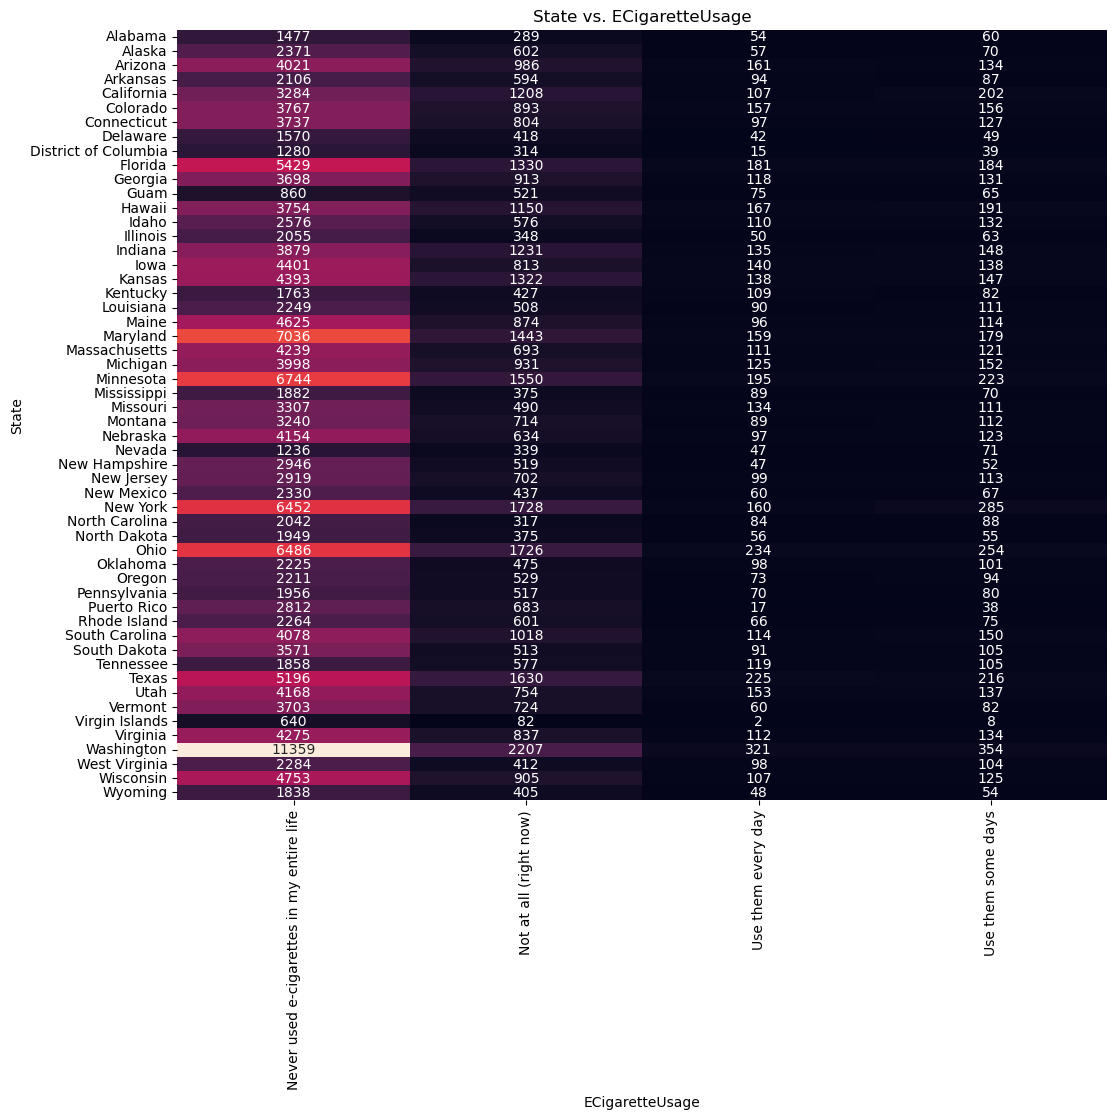 State vs. ECigaretteUsage
Alabama 1477 289 54 60
Alaska 2371 602 57 70
Arizona 4021 986 161 134
Arkansas 2106 594 94 87
California 3284 1208 107 202
Colorado 3767 893 157 156
Connecticut 3737 804 97 127
Delaware 1570 418 42 49
District of Columbia 1280 314 15 39
Florida 5429 1330 181 184
Georgia 3698 913 118 131
Guam 860 521 75 65
Hawaii 3754 1150 167 191
Idaho 2576 576 110 132
Illinois 2055 348 50 63
Indiana 3879 1231 135 148
Iowa 4401 813 140 138
Kansas 4393 1322 138 147
Kentucky 1763 427 109 82
Louisiana 2249 508 90 111
Maine 4625 874 96 114
Maryland 7036 1443 159 179
Massachusetts 4239 693 111 121
Michigan 3998 931 125 152
Minnesota 6744 1550 195 223
Mississippi 1882 375 89 70
Missouri 3307 490 134 111
Montana 3240 714 89 112
Nebraska 4154 634 97 123
Nevada 1236 339 47 71
New Hampshire 2946 519 47 52
New Jersey 2919 702 99 113
New Mexico 2330 437 60 67
New York 6452 1728 160 285
North Carolina 2042 317 84 88
North Dakota 1949 375 56 55
Ohio 6486 1726 234 254
Oklahoma 2225 475 98 101
Oregon 2211 529 73 94
Pennsylvania 1956 517 70 80
Puerto Rico 2812 683 17 38
Rhode Island 2264 601 66 75
South Carolina 4078 1018 114 150
South Dakota 3571 513 91 105
Tennessee 1858 577 119 105
Texas 5196 1630 225 216
Utah 4168 754 153 137
Vermont 3703 724 60 82
Virgin Islands 640 82 2 8
Virginia 4275 837 112 134
Washington 11359 2207 321 354
West Virginia 2284 412 98 104
Wisconsin 4753 905 107 125
Wyoming 1838 405 48 54
State
Never used e-cigarettes in my entire life
Not at all (right now)
Use them every day
Use them some days
ECigaretteUsage